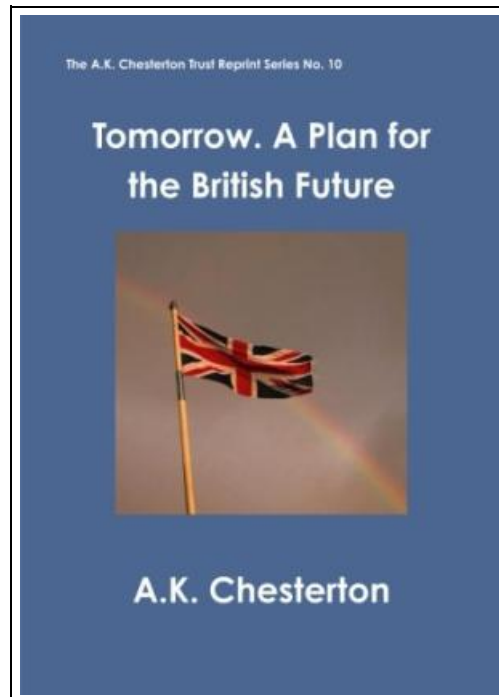 The A.K. Chesterton Trust Reprint Series No. 10
Tomorrow. A Plan for
the British Future
A.K. Chesterton